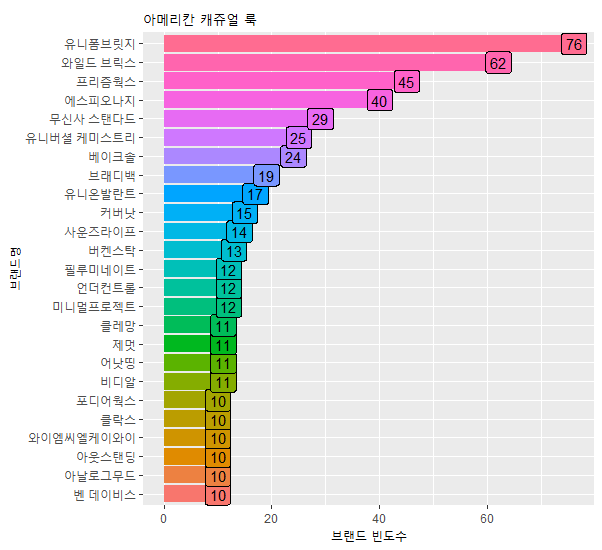 아메리칸 캐쥬얼 룩
유니폼브릿지 76
와일드 브릭스 62
프리즘웍스 45
에스피오나지 40
무신사 스탠다드 29
유니버셜 케미스트리 25
베이크솔 24
브래디백 19
유니온발란트 17
커버낫 15
사운즈라이프 14
버켄스탁 13
필루미네이트 12
언더컨트롤 12
미니멀프로젝트 12
클레망 11
제멋 11
어낫띵 11
비디알 11
포디어웍스 10
클락스 10
와이엠씨엘케이와이 10
아웃스탠딩 10
아날로그무드 10
벤 데이비스 10
브랜드명
0 20 40 60
브랜드 빈도수